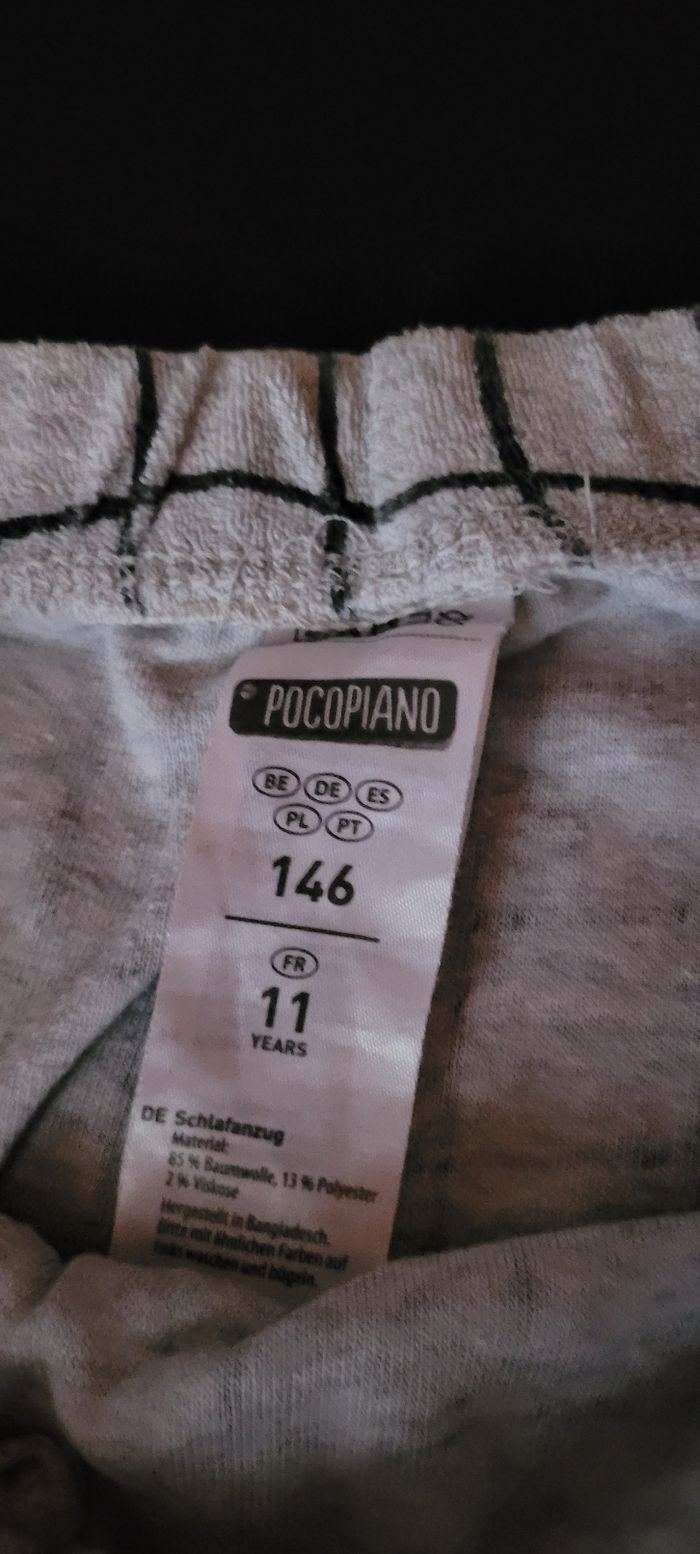 POCOPIANO
BE DE ES
PL PT
146
FR
11
YEARS
DE Schlafanzug
Material:
85 % Baumwolle, 13 % Polyester
2 % Viskose
Hergestellt in Bangladesch.
Bitte mit ähnlichen Farben auf
links waschen und bügeln.